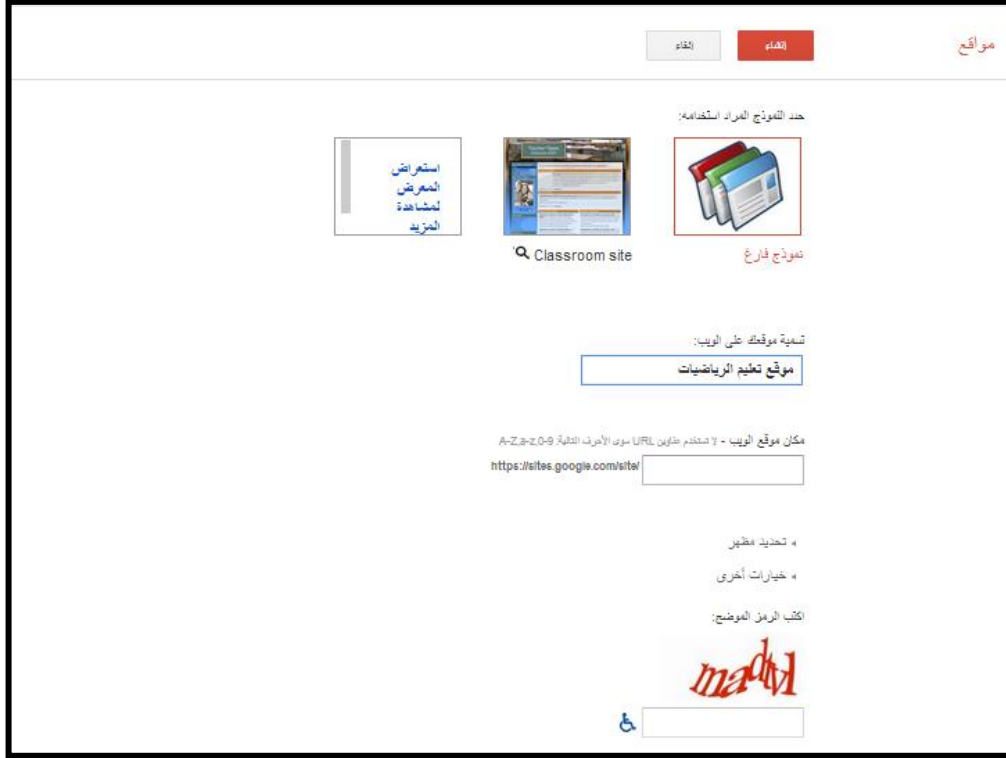 مواقع
إنشاء
إلغاء
حدد النموذج المراد استخدامه:
نموذج فارغ
Classroom site
استعراض
المعرض
لمشاهدة
المزيد
تسمية موقعك على الويب:
موقع تعليم الرياضيات
مكان موقع الويب - لا تستخدم عناوين URL سوى الأحرف التالية: A-Z,a-z,0-9
https://sites.google.com/site/
تحديد مظهر
خيارات أخرى
اكتب الرمز الموضح: